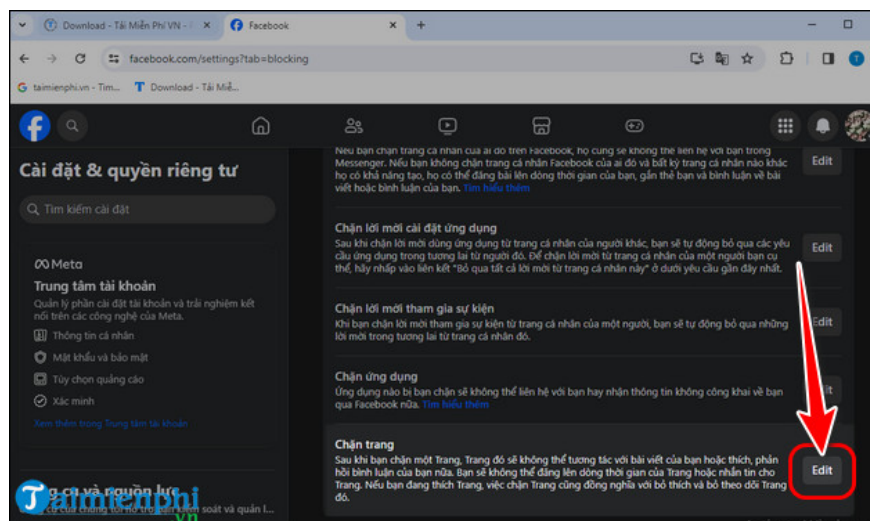 Download - Tải Miễn Phí VN - 
Facebook
facebook.com/settings?tab=blocking
taimienphi.vn - Tim...
Download - Tải Miễ...
Cài đặt & quyền riêng tư
Tìm kiếm cài đặt
Meta
Trung tâm tài khoản
Quản lý phần cài đặt tài khoản và trải nghiệm kết
nối trên các công nghệ của Meta.
Thông tin cá nhân
Mật khẩu và bảo mật
Tùy chọn quảng cáo
Xác minh
Xem thêm trong Trung tâm tài khoản
Nếu bạn chặn trang cá nhân của ai đó trên Facebook, họ cũng sẽ không thể liên hệ với bạn trong
Messenger. Nếu bạn không chặn trang cá nhân Facebook của ai đó và bất kỳ trang cá nhân nào khác
họ có khả năng tạo, họ có thể đăng bài lên dòng thời gian của bạn, gắn thẻ bạn và bình luận về bài
viết hoặc bình luận của bạn. Tìm hiểu thêm
Edit
Chặn lời mời cài đặt ứng dụng
Sau khi chặn lời mời dùng ứng dụng từ trang cá nhân của người khác, bạn sẽ tự động bỏ qua các yêu
cầu ứng dụng trong tương lai từ người đó. Để chặn lời mời từ trang cá nhân của một người bạn cụ
thể, hãy nhấp vào liên kết "Bỏ qua tất cả lời mời từ trang cá nhân này" ở dưới yêu cầu gần đây nhất.
Edit
Chặn lời mời tham gia sự kiện
Khi bạn chặn lời mời tham gia sự kiện từ trang cá nhân của một người, bạn sẽ tự động bỏ qua những
lời mời trong tương lai từ trang cá nhân đó.
Edit
Chặn ứng dụng
Ứng dụng nào bị bạn chặn sẽ không thể liên hệ với bạn hay nhận thông tin không công khai về bạn
qua Facebook nữa. Tìm hiểu thêm
Chặn trang
Sau khi bạn chặn một Trang, Trang đó sẽ không thể tương tác với bài viết của bạn hoặc thích, phản
hồi bình luận của bạn nữa. Bạn sẽ không thể đăng lên dòng thời gian của Trang hoặc nhắn tin cho
Trang. Nếu bạn đang thích Trang, việc chặn Trang cũng đồng nghĩa với bỏ thích và bỏ theo dõi Trang
đó.
Edit
Taimienphi
.vn
cụ và nguồn lực
soát và quản l...